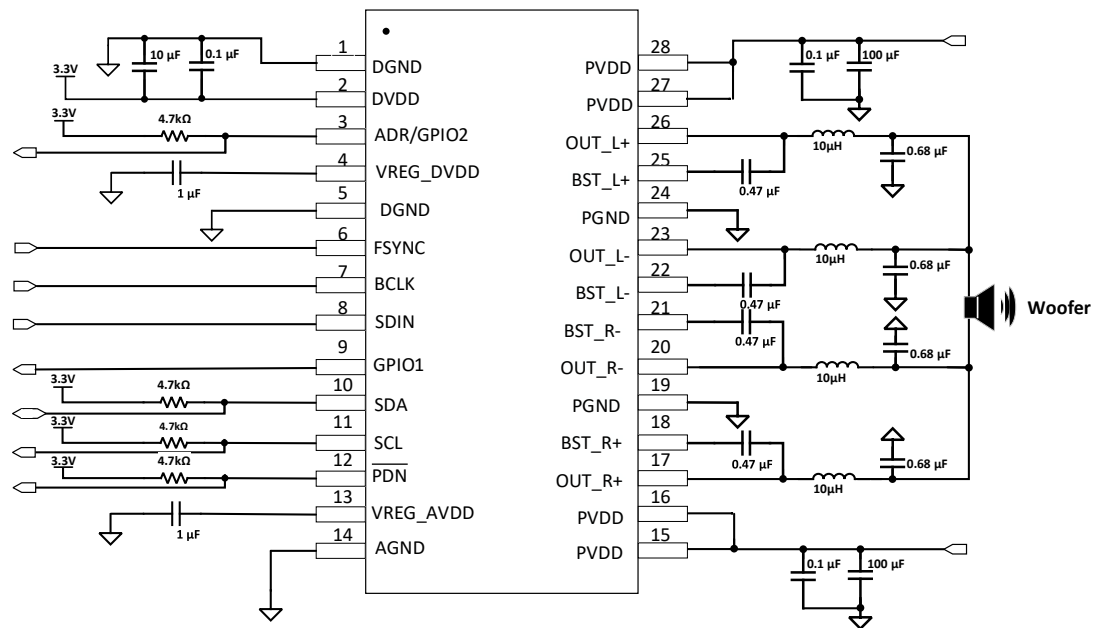 10 µF
0.1 µF
3.3V
1
DGND
2
DVDD
3.3V
4.7kΩ
3
ADR/GPIO2
4
VREG_DVDD
1 µF
5
DGND
6
FSYNC
7
BCLK
8
SDIN
9
GPIO1
3.3V
4.7kΩ
10
SDA
3.3V
4.7kΩ
11
SCL
3.3V
4.7kΩ
12
PDN
13
VREG_AVDD
1 µF
14
AGND
28
PVDD
0.1 µF
100 µF
27
PVDD
26
OUT_L+
10µH
0.68 µF
25
BST_L+
0.47 µF
24
PGND
23
OUT_L-
10µH
0.68 µF
22
BST_L-
0.47 µF
21
BST_R-
0.47 µF
Woofer
20
OUT_R-
10µH
0.68 µF
19
PGND
18
BST_R+
0.47 µF
17
OUT_R+
10µH
0.68 µF
16
PVDD
15
PVDD
0.1 µF
100 µF